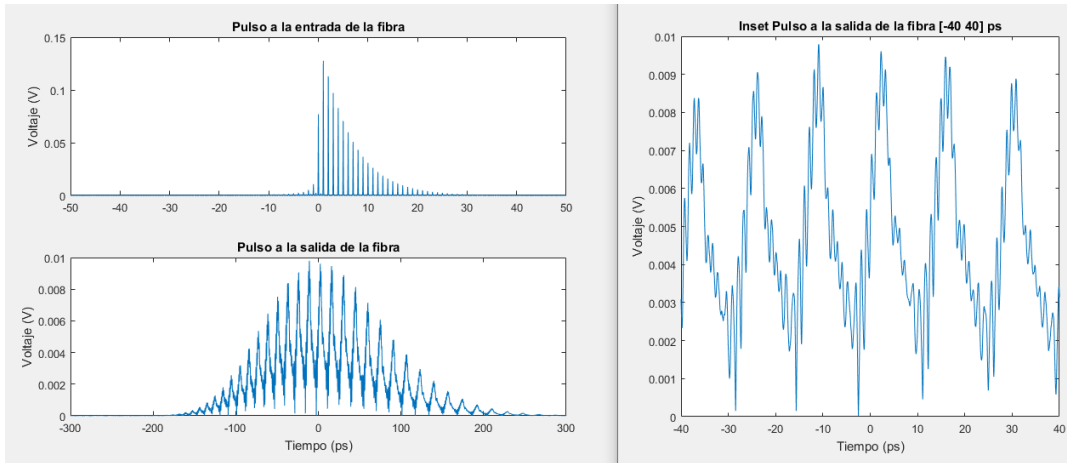 Pulso a la entrada de la fibra
Voltaje (V)
0.15
0.1
0.05
0
-50 -40 -30 -20 -10 0 10 20 30 40 50
Pulso a la salida de la fibra
Voltaje (V)
0.01
0.008
0.006
0.004
0.002
0
-300 -200 -100 0 100 200 300
Tiempo (ps)
Inset Pulso a la salida de la fibra [-40 40] ps
Voltaje (V)
0.01
0.009
0.008
0.007
0.006
0.005
0.004
0.003
0.002
0.001
0
-40 -30 -20 -10 0 10 20 30 40
Tiempo (ps)